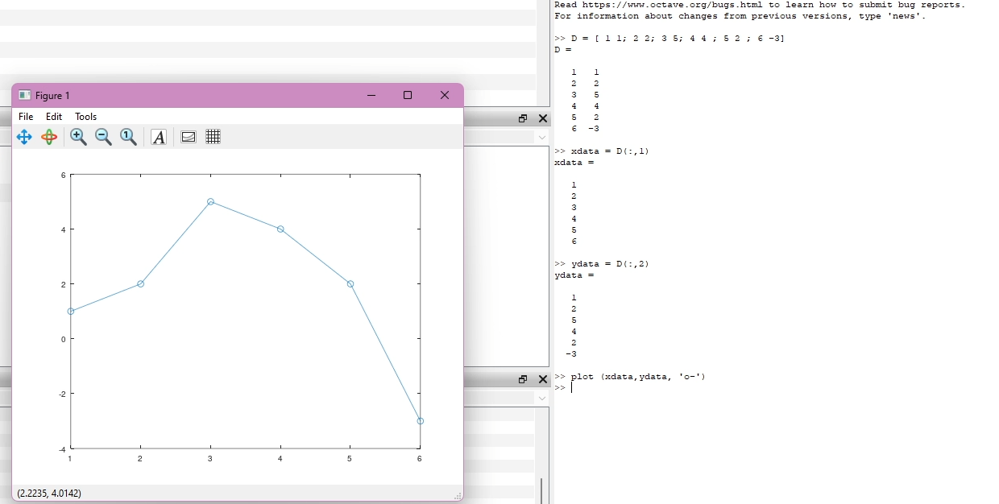 Read https://www.octave.org/bugs.html to learn how to submit bug reports.
For information about changes from previous versions, type 'news'.
>> D = [ 1 1; 2 2; 3 5; 4 4 ; 5 2 ; 6 -3]
D =
1 1
2 2
3 5
4 4
5 2
6 -3
>> xdata = D(:,1)
xdata =
1
2
3
4
5
6
>> ydata = D(:,2)
ydata =
1
2
5
4
2
-3
>> plot (xdata,ydata, 'o-')
>>
Figure 1
File Edit Tools
A
6
4
2
0
-2
-4
1 2 3 4 5 6
(2.2235, 4.0142)